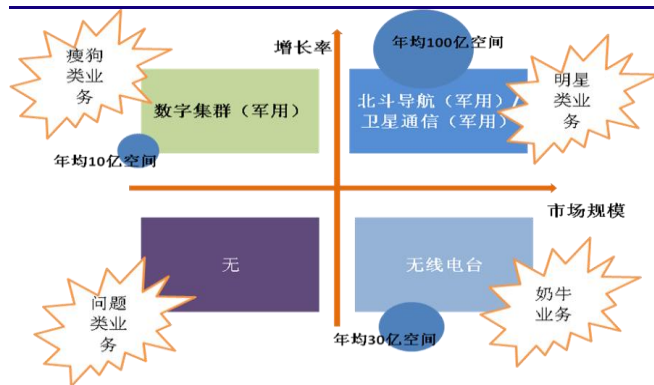 瘦狗
类业
务
增长率
年均100亿空间
明星
类业
务
数字集群（军用）
北斗导航（军用）/
卫星通信（军用）
年均10亿空间
市场规模
无
无线电台
问题
类业
务
奶牛
业务
年均30亿空间